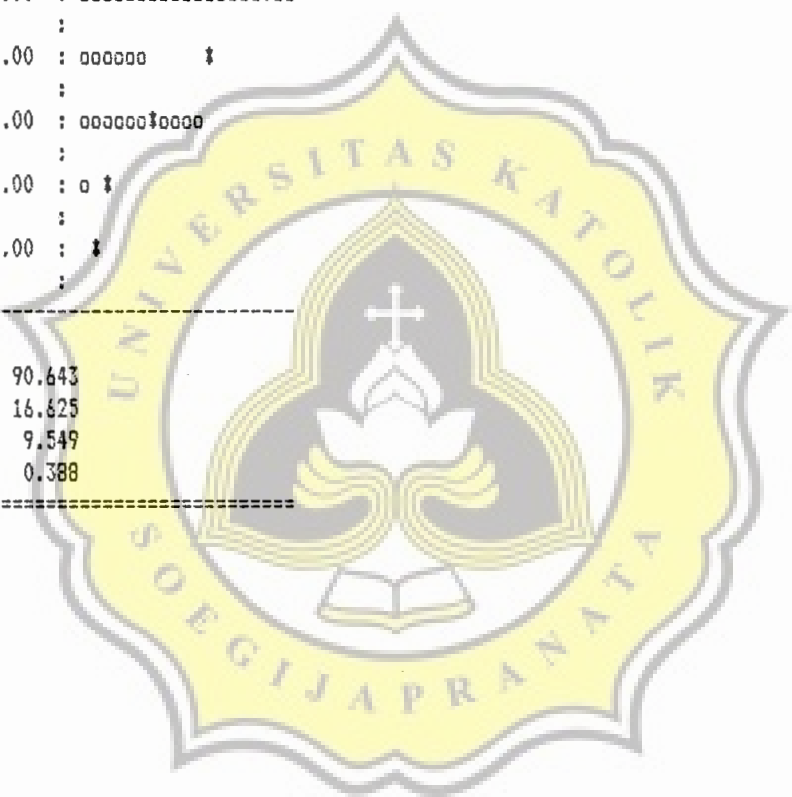 :
.00 : oooooo *
:
.00 : oooooo*oooo
:
.00 : o *
:
.00 : *
:
--------------------------------
90.643
16.625
9.549
0.388
================================
UNIVERSITAS KATOLIK
SOEGIJAPRANATA